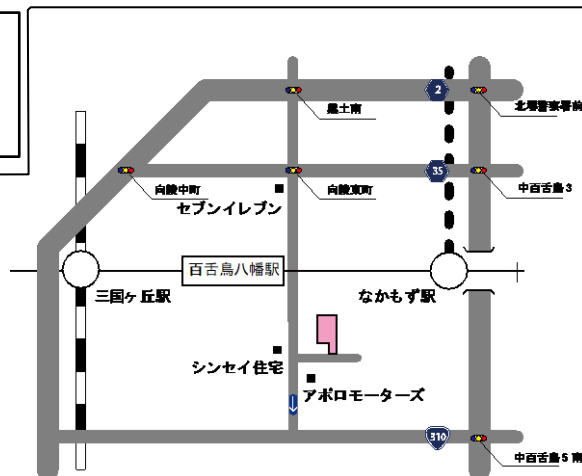 2
黒土南
北堺警察署前
35
向陵中町
向陵東町
中百舌鳥3
セブンイレブン
百舌鳥八幡駅
三国ヶ丘駅
なかもず駅
シンセイ住宅
アポロモーターズ
310
中百舌鳥5南